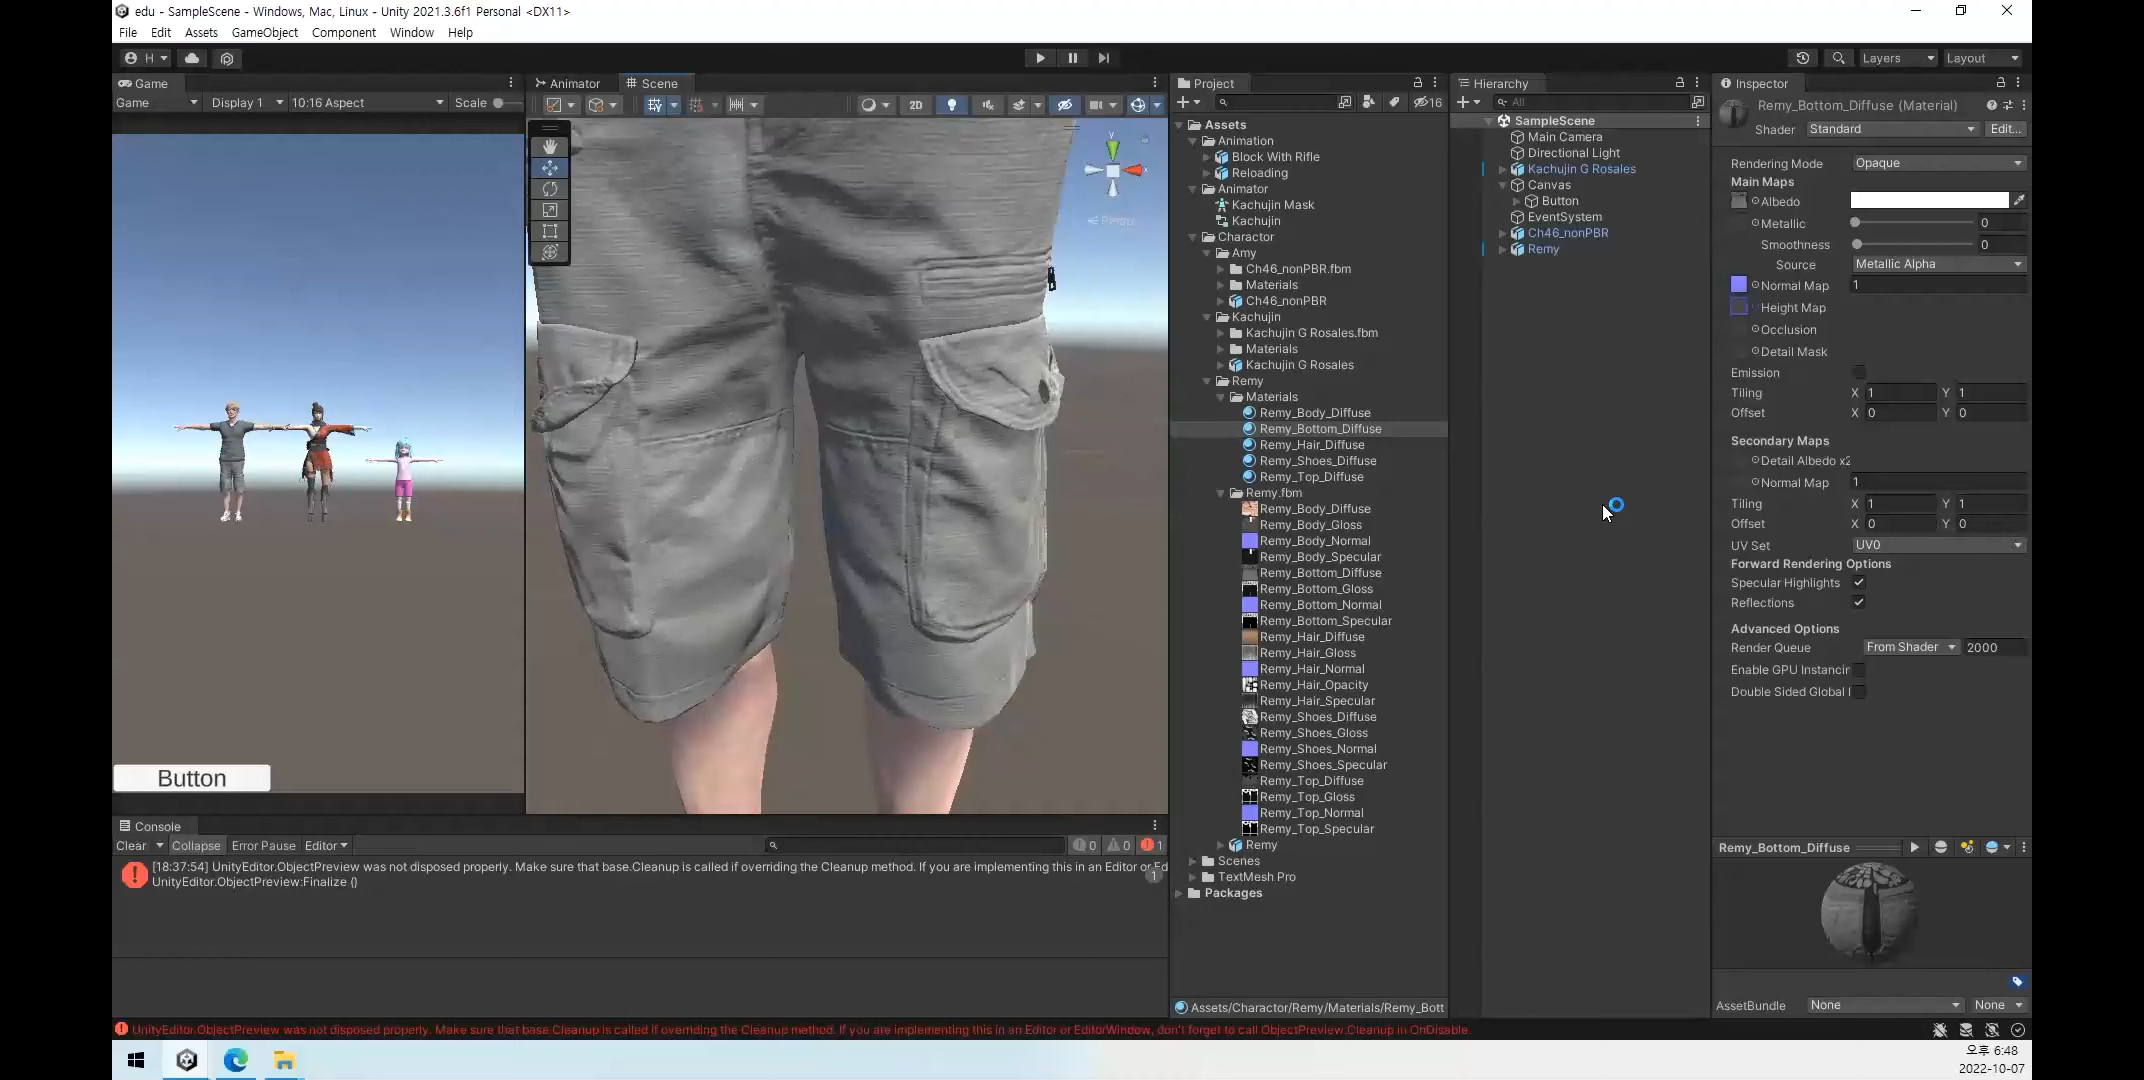 edu - SampleScene - Windows, Mac, Linux - Unity 2021.3.6f1 Personal <DX11>
File Edit Assets GameObject Component Window Help
H Layers Layout
Game
Game Display 1 10:16 Aspect Scale
Button
Animator Scene
2D
y
Persp
Console
Clear Collapse Error Pause Editor 0 0 1
[18:37:54] UnityEditor.ObjectPreview was not disposed properly. Make sure that base.Cleanup is called if overriding the Cleanup method. If you are implementing this in an Editor or Ed
UnityEditor.ObjectPreview:Finalize ()
1
Project
16
Assets
Animation
Block With Rifle
Reloading
Animator
Kachujin Mask
Kachujin
Charactor
Amy
Ch46_nonPBR.fbm
Materials
Ch46_nonPBR
Kachujin
Kachujin G Rosales.fbm
Materials
Kachujin G Rosales
Remy
Materials
Remy_Body_Diffuse
Remy_Bottom_Diffuse
Remy_Hair_Diffuse
Remy_Shoes_Diffuse
Remy_Top_Diffuse
Remy.fbm
Remy_Body_Diffuse
Remy_Body_Gloss
Remy_Body_Normal
Remy_Body_Specular
Remy_Bottom_Diffuse
Remy_Bottom_Gloss
Remy_Bottom_Normal
Remy_Bottom_Specular
Remy_Hair_Diffuse
Remy_Hair_Gloss
Remy_Hair_Normal
Remy_Hair_Opacity
Remy_Hair_Specular
Remy_Shoes_Diffuse
Remy_Shoes_Gloss
Remy_Shoes_Normal
Remy_Shoes_Specular
Remy_Top_Diffuse
Remy_Top_Gloss
Remy_Top_Normal
Remy_Top_Specular
Remy
Scenes
TextMesh Pro
Packages
Assets/Charactor/Remy/Materials/Remy_Bott
Hierarchy
All
SampleScene
Main Camera
Directional Light
Kachujin G Rosales
Canvas
Button
EventSystem
Ch46_nonPBR
Remy
Inspector
Remy_Bottom_Diffuse (Material)
Shader Standard Edit...
Rendering Mode Opaque
Main Maps
Albedo
Metallic 0
Smoothness 0
Source Metallic Alpha
Normal Map 1
Height Map
Occlusion
Detail Mask
Emission
Tiling X 1 Y 1
Offset X 0 Y 0
Secondary Maps
Detail Albedo x2
Normal Map 1
Tiling X 1 Y 1
Offset X 0 Y 0
UV Set UV0
Forward Rendering Options
Specular Highlights
Reflections
Advanced Options
Render Queue From Shader 2000
Enable GPU Instancin
Double Sided Global I
Remy_Bottom_Diffuse
AssetBundle None None
UnityEditor.ObjectPreview was not disposed properly. Make sure that base.Cleanup is called if overriding the Cleanup method. If you are implementing this in an Editor or EditorWindow, don't forget to call ObjectPreview.Cleanup in OnDisable.
오후 6:48
2022-10-07